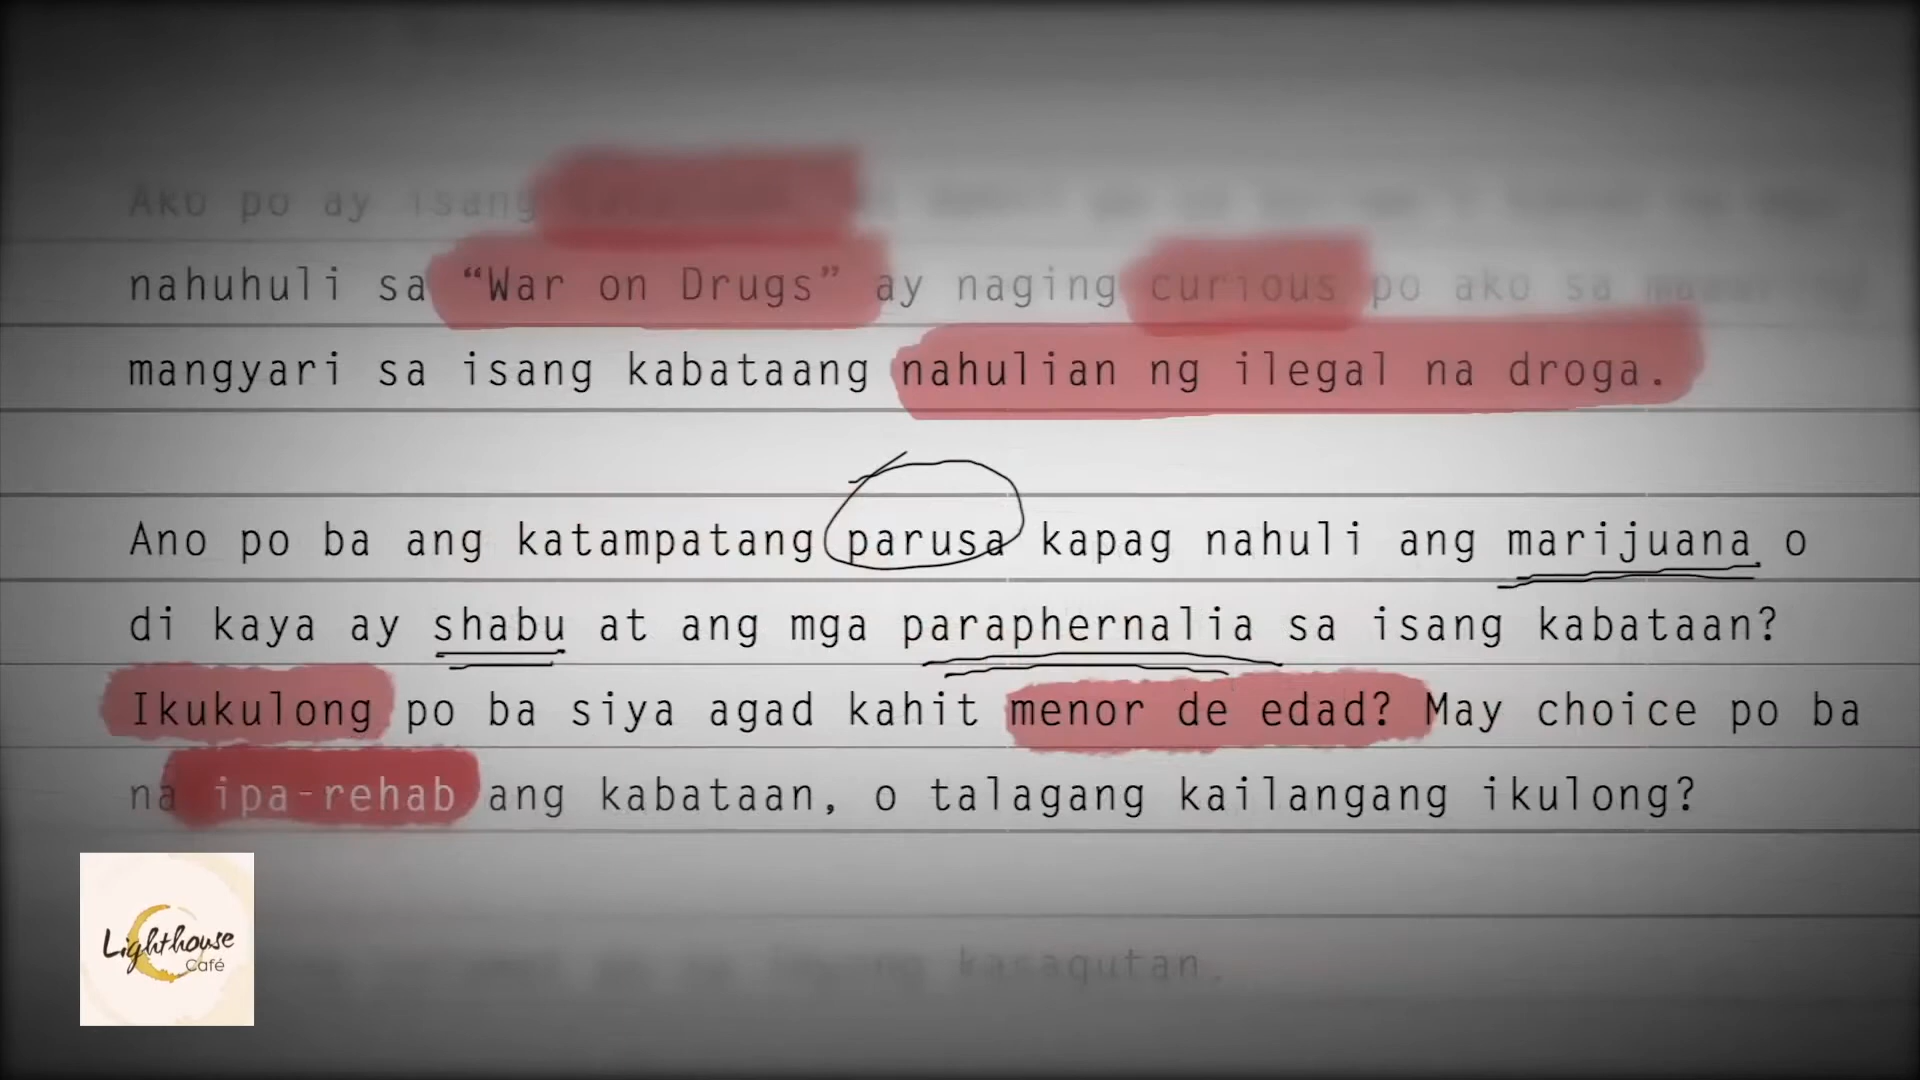 Ako po ay isang
nahuhuli sa “War on Drugs” ay naging curious po ako sa
mangyari sa isang kabataang nahulian ng ilegal na droga.
Ano po ba ang katampatang parusa kapag nahuli ang marijuana o
di kaya ay shabu at ang mga paraphernalia sa isang kabataan?
Ikukulong po ba siya agad kahit menor de edad? May choice po ba
na ipa-rehab ang kabataan, o talagang kailangang ikulong?
kasagutan.
Lighthouse
Café